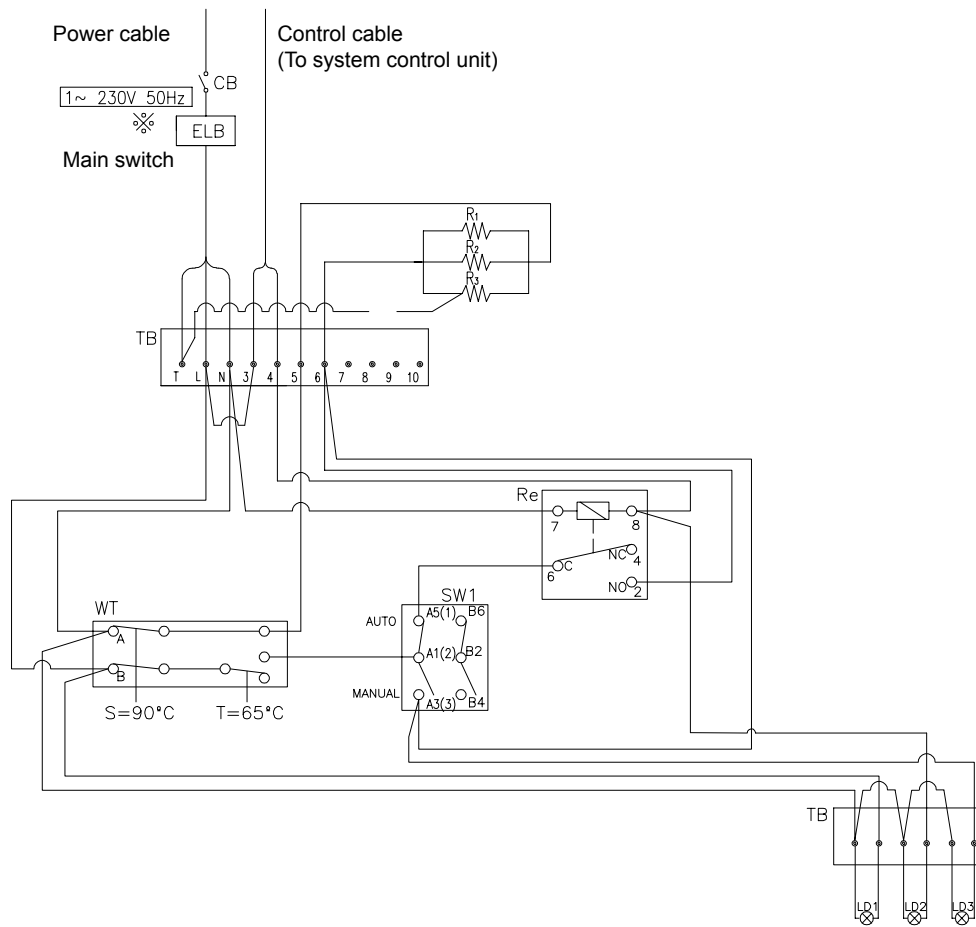 Power cable
Control cable
(To system control unit)
CB
1~ 230V 50Hz
※
ELB
Main switch
R1
R2
R3
TB
T L N 3 4 5 6 7 8 9 10
Re
7
8
NC 4
6 C
NO 2
SW1
AUTO
A5(1)
B6
A1(2)
B2
MANUAL
A3(3)
B4
WT
A
B
S=90°C
T=65°C
TB
LD1
LD2
LD3